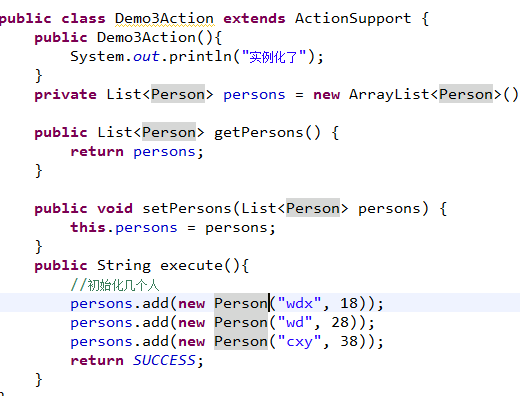 public class Demo3Action extends ActionSupport {
public Demo3Action(){
System.out.println("实例化了");
}
private List<Person> persons = new ArrayList<Person>()
public List<Person> getPersons() {
return persons;
}
public void setPersons(List<Person> persons) {
this.persons = persons;
}
public String execute(){
//初始化几个人
persons.add(new Person("wdx", 18));
persons.add(new Person("wd", 28));
persons.add(new Person("cxy", 38));
return SUCCESS;
}